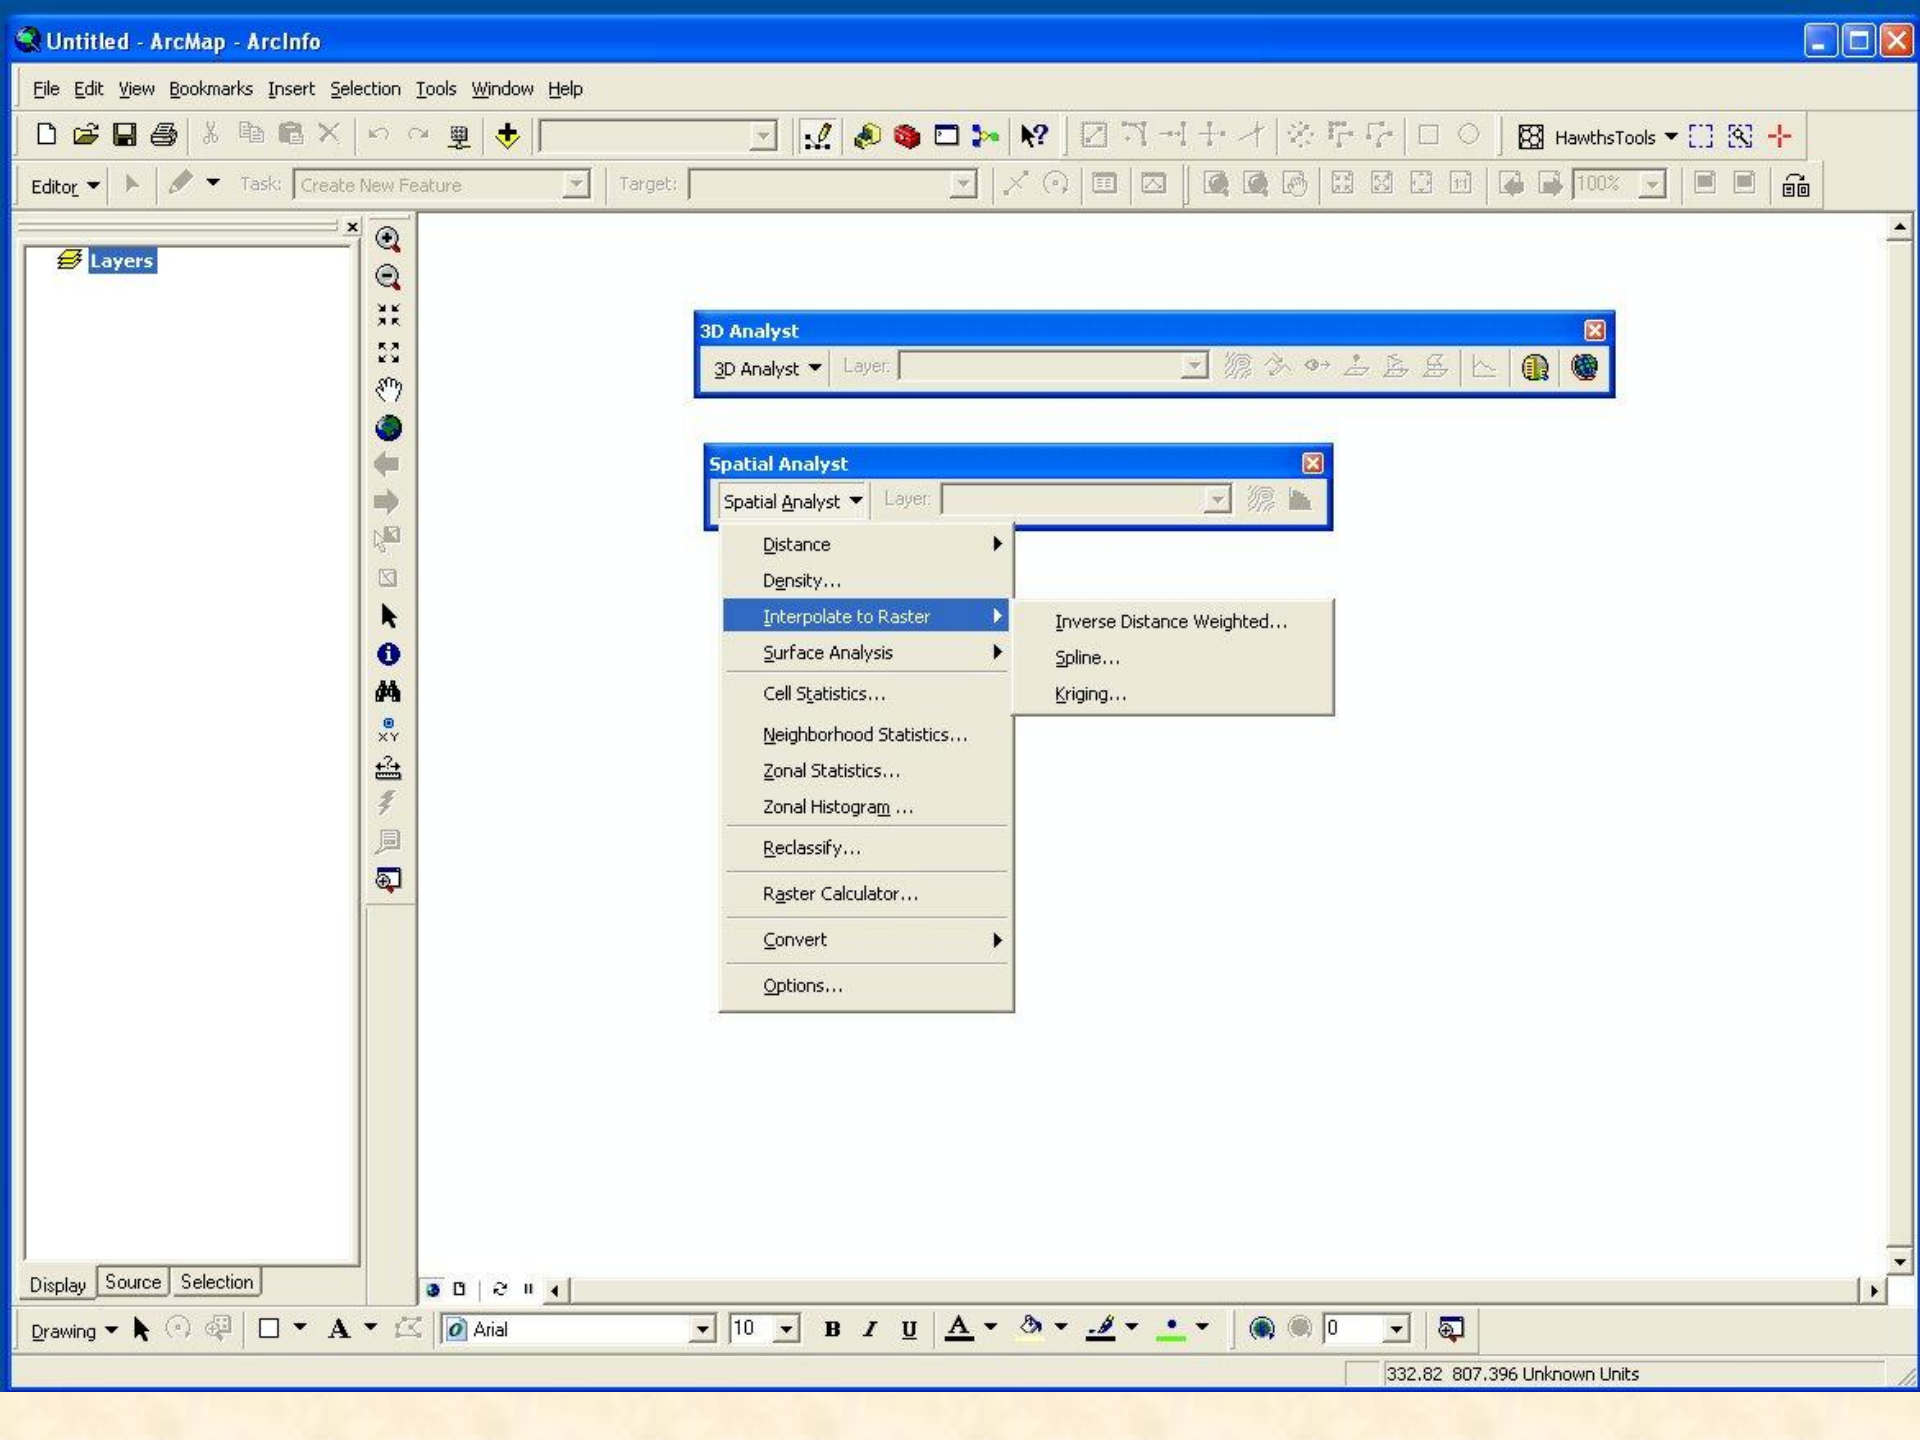 Untitled - ArcMap - ArcInfo
File Edit View Bookmarks Insert Selection Tools Window Help
HawthsTools
Editor Task: Create New Feature Target: 100%
Layers
3D Analyst
3D Analyst Layer:
Spatial Analyst
Spatial Analyst Layer:
Distance
Density...
Interpolate to Raster
Inverse Distance Weighted...
Surface Analysis
Spline...
Cell Statistics...
Kriging...
Neighborhood Statistics...
Zonal Statistics...
Zonal Histogram ...
Reclassify...
Raster Calculator...
Convert
Options...
XY
Display Source Selection
Drawing A Arial 10 B I U A 0
332.82 807.396 Unknown Units